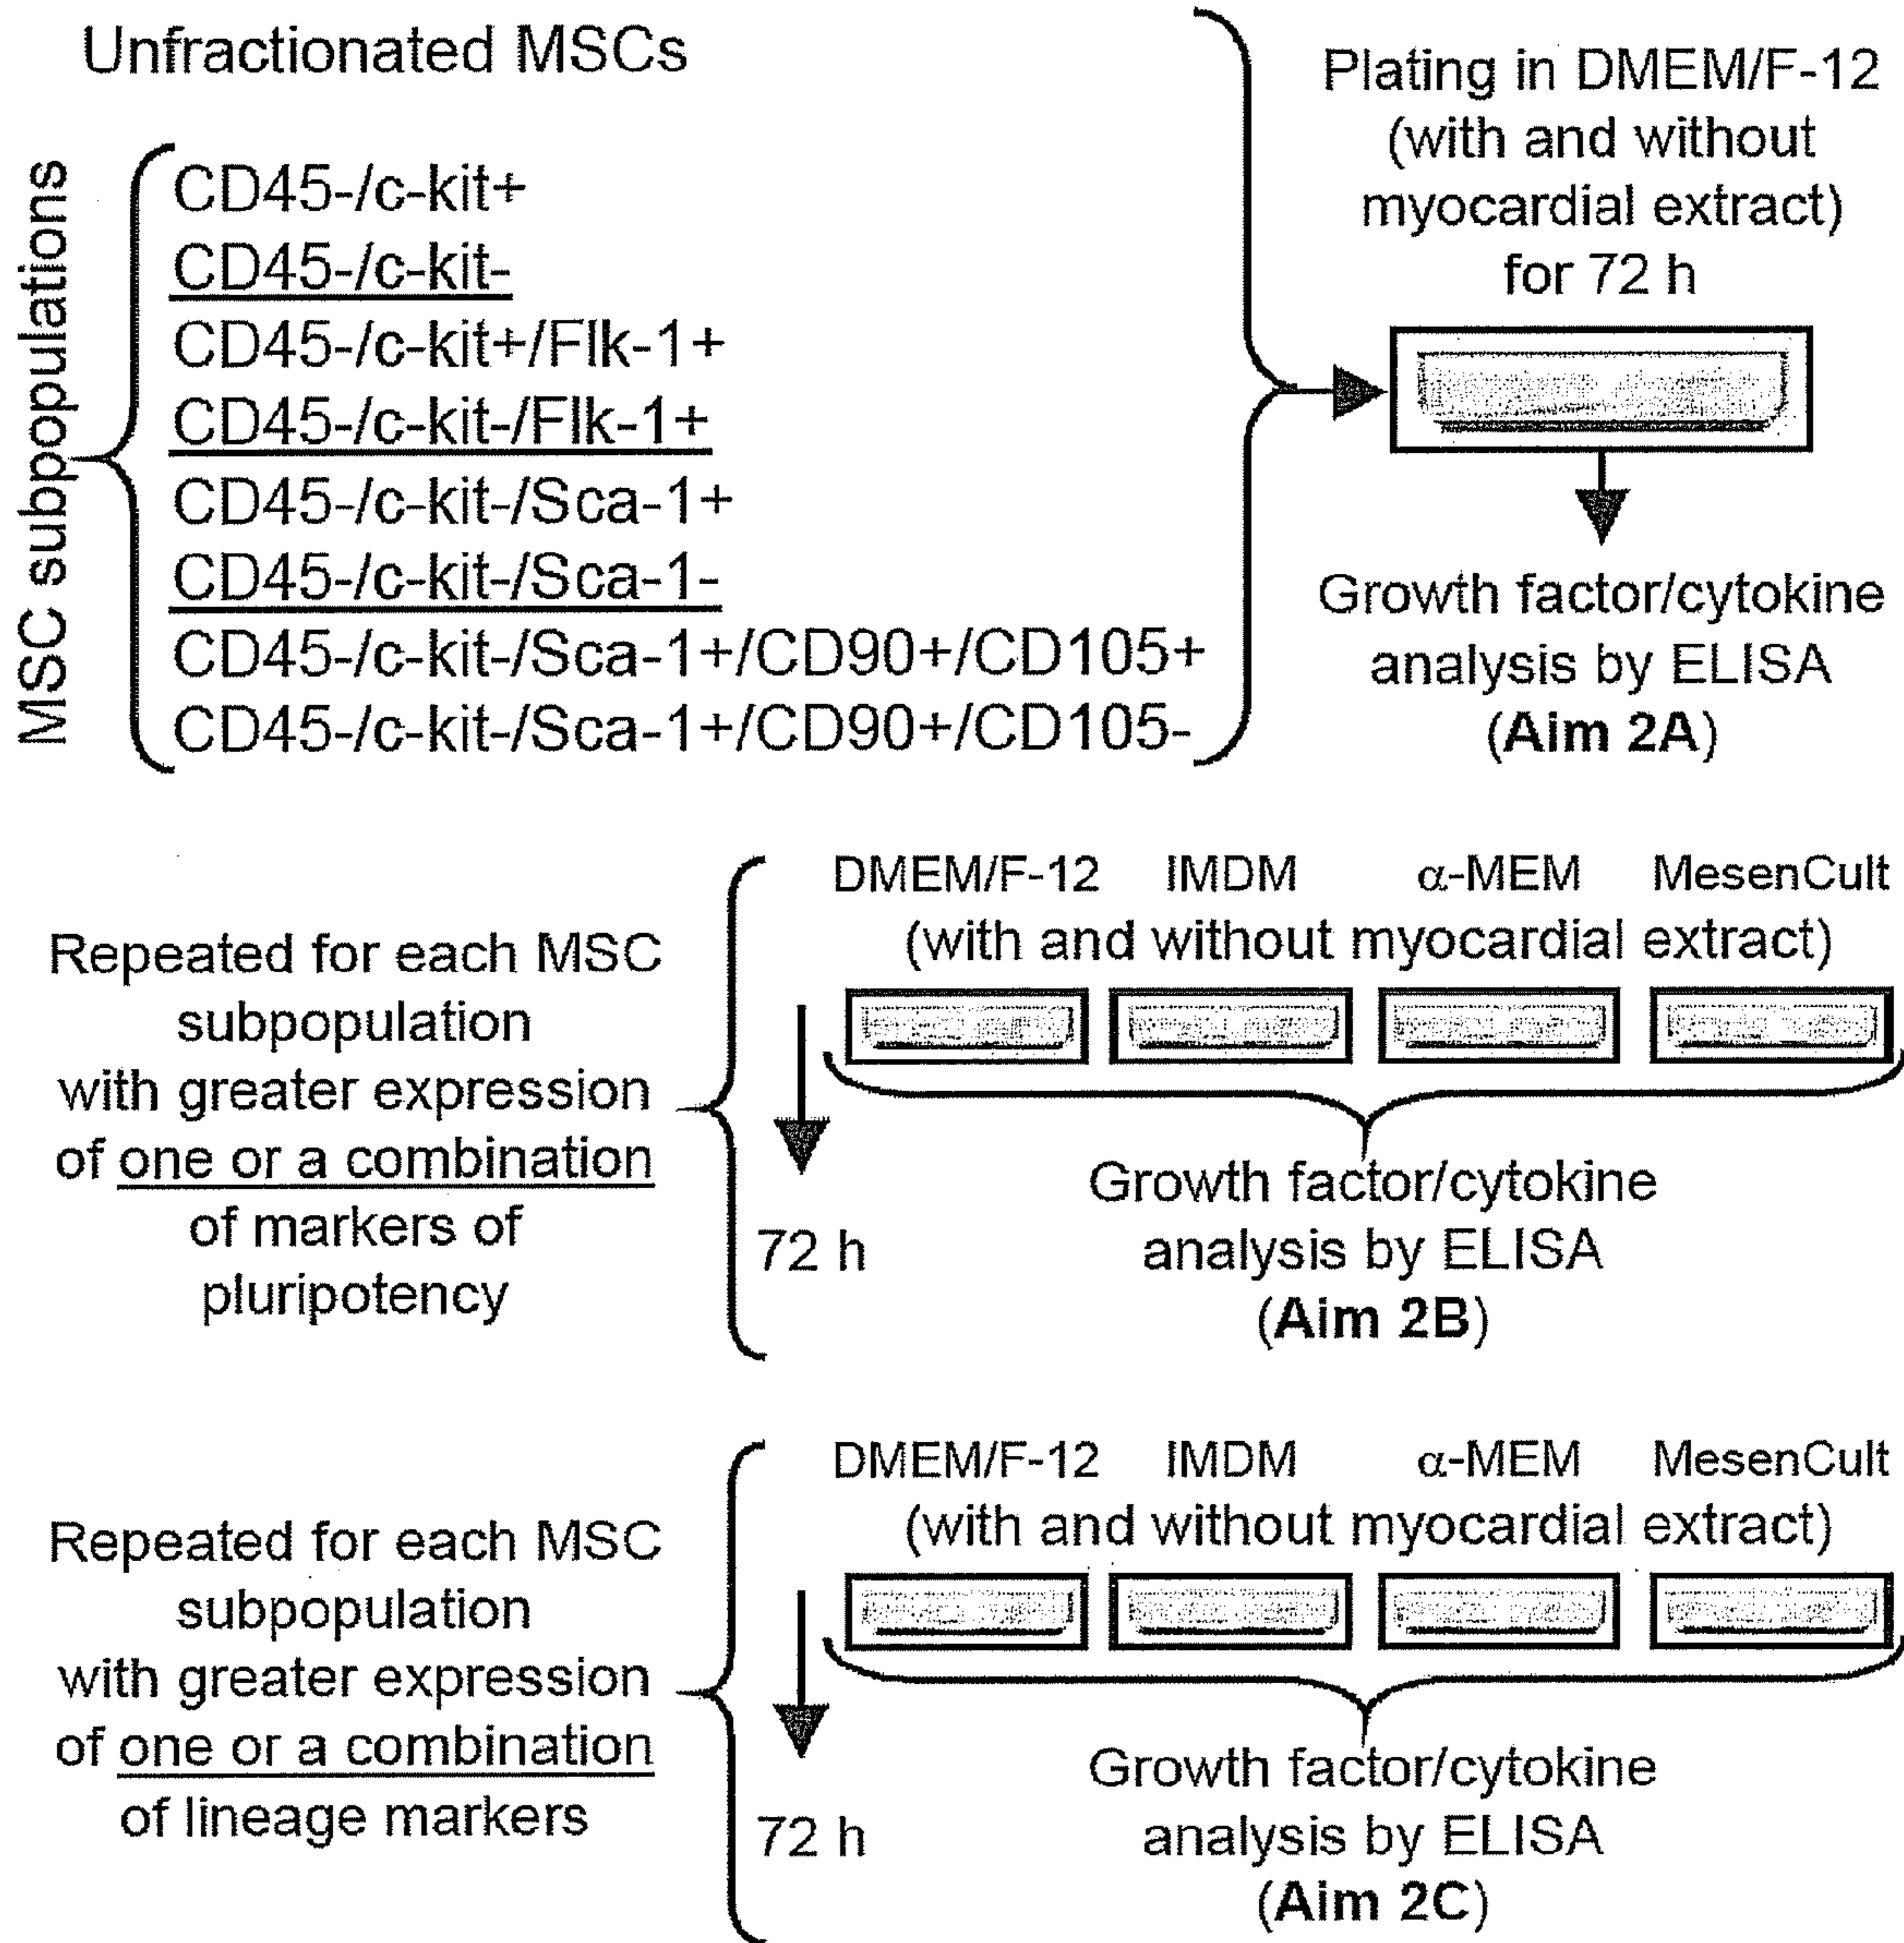 Unfractionated MSCs
MSC subpopulations
CD45-/c-kit+
CD45-/c-kit-
CD45-/c-kit+/Flk-1+
CD45-/c-kit-/Flk-1+
CD45-/c-kit-/Sca-1+
CD45-/c-kit-/Sca-1-
CD45-/c-kit-/Sca-1+/CD90+/CD105+
CD45-/c-kit-/Sca-1+/CD90+/CD105-
Plating in DMEM/F-12
(with and without
myocardial extract)
for 72 h
Growth factor/cytokine
analysis by ELISA
(Aim 2A)
Repeated for each MSC
subpopulation
with greater expression
of one or a combination
of markers of
pluripotency
72 h
DMEM/F-12 IMDM α-MEM MesenCult
(with and without myocardial extract)
Growth factor/cytokine
analysis by ELISA
(Aim 2B)
Repeated for each MSC
subpopulation
with greater expression
of one or a combination
of lineage markers
72 h
DMEM/F-12 IMDM α-MEM MesenCult
(with and without myocardial extract)
Growth factor/cytokine
analysis by ELISA
(Aim 2C)